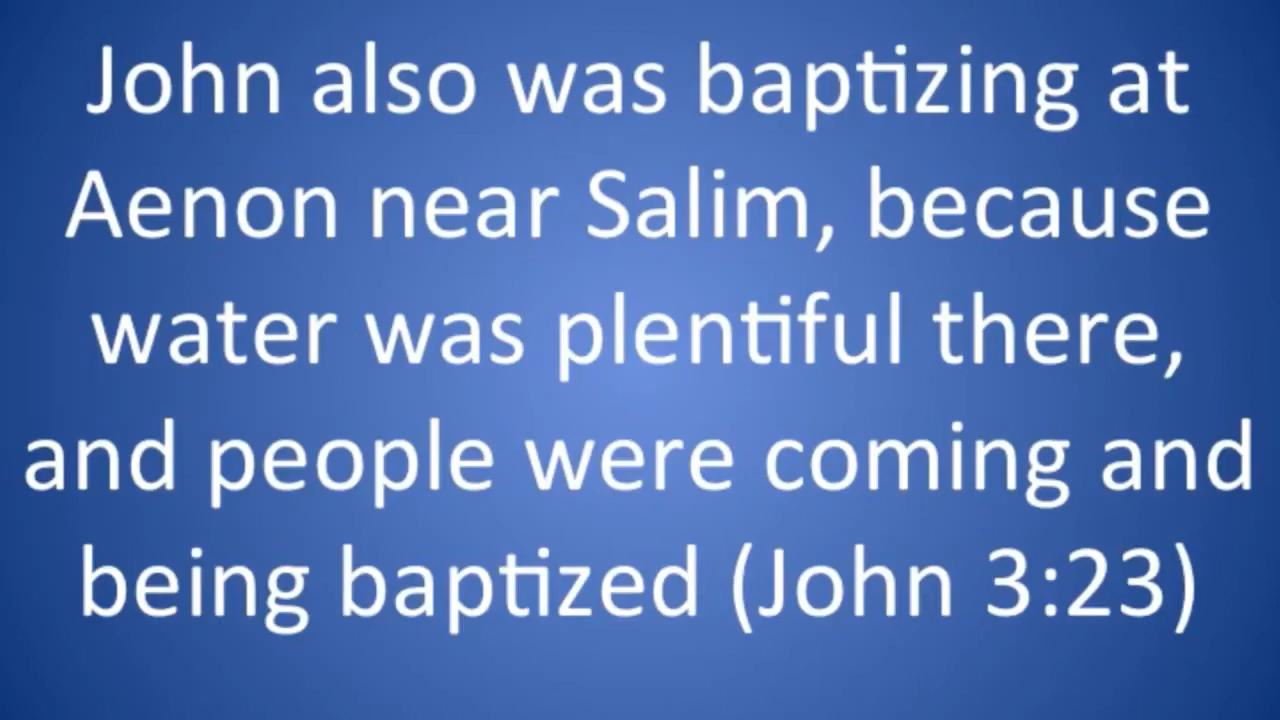 John also was baptizing at
Aenon near Salim, because
water was plentiful there,
and people were coming and
being baptized (John 3:23)